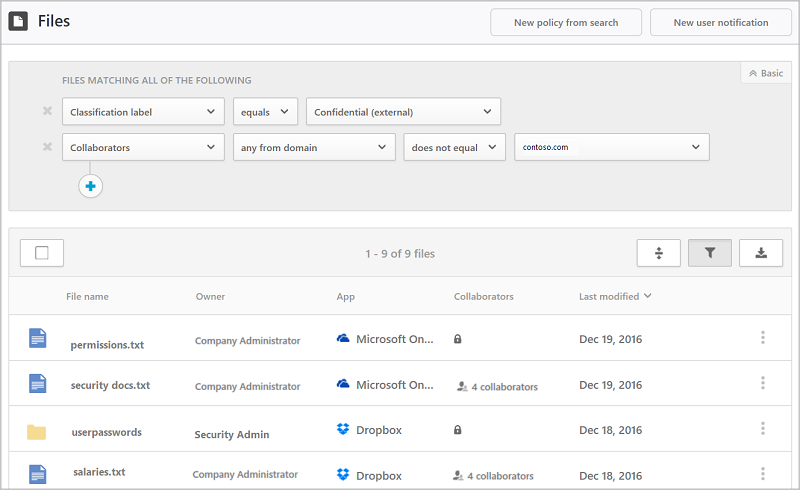 Files
New policy from search
New user notification
Basic
FILES MATCHING ALL OF THE FOLLOWING
Classification label equals Confidential (external)
Collaborators any from domain does not equal contoso.com
1 - 9 of 9 files
File name Owner App Collaborators Last modified
permissions.txt Company Administrator Microsoft On... Dec 19, 2016
security docs.txt Company Administrator Microsoft On... 4 collaborators Dec 19, 2016
userpasswords Security Admin Dropbox Dec 18, 2016
salaries.txt Company Administrator Dropbox 4 collaborators Dec 18, 2016